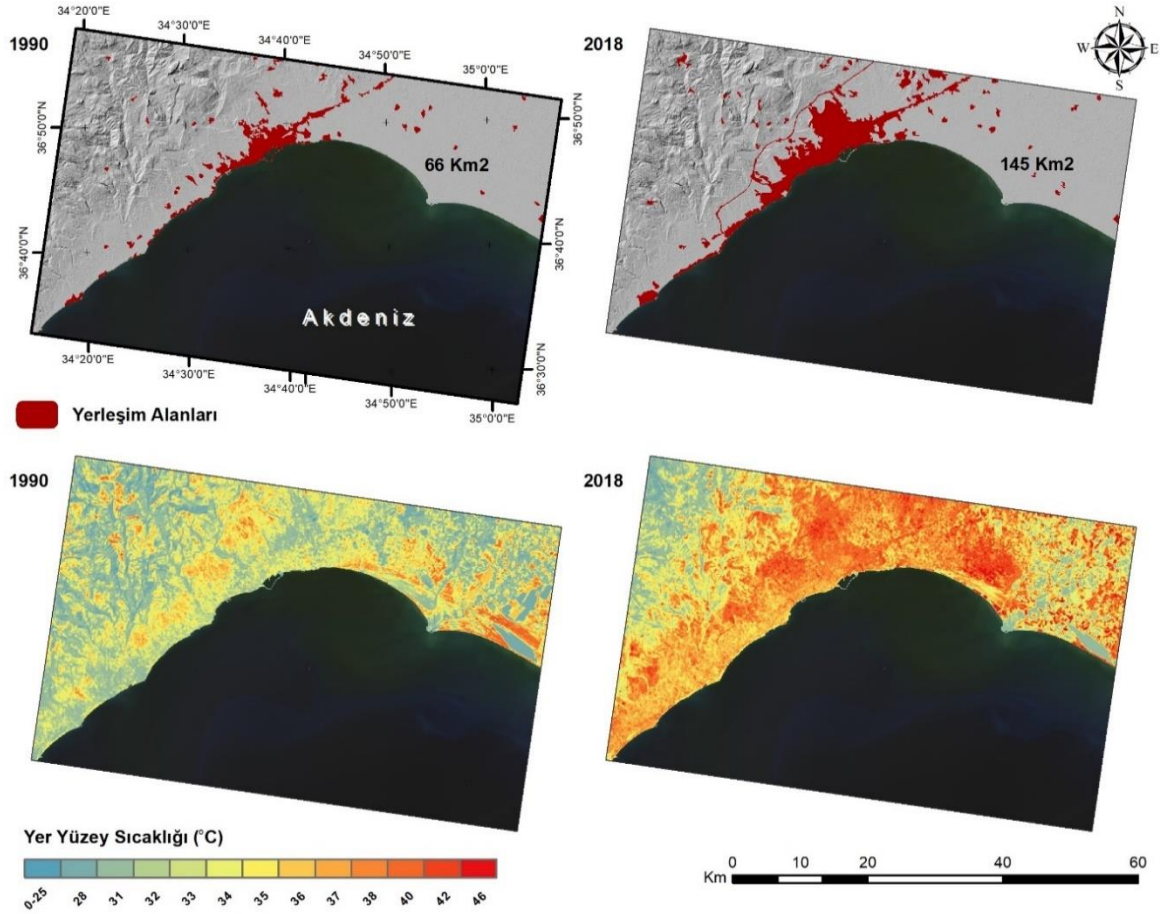 34°20'0"E
34°30'0"E
34°40'0"E
34°50'0"E
35°0'0"E
1990
36°50'0"N
36°40'0"N
66 Km2
36°50'0"N
36°40'0"N
36°30'0"N
Akdeniz
34°20'0"E
34°30'0"E
34°40'0"E
34°50'0"E
35°0'0"E
2018
145 Km2
N
W
E
S
Yerleşim Alanları
1990
2018
Yer Yüzey Sıcaklığı (°C)
0-25 28 31 32 33 34 35 36 37 38 40 42 46
0 10 20 40 60
Km